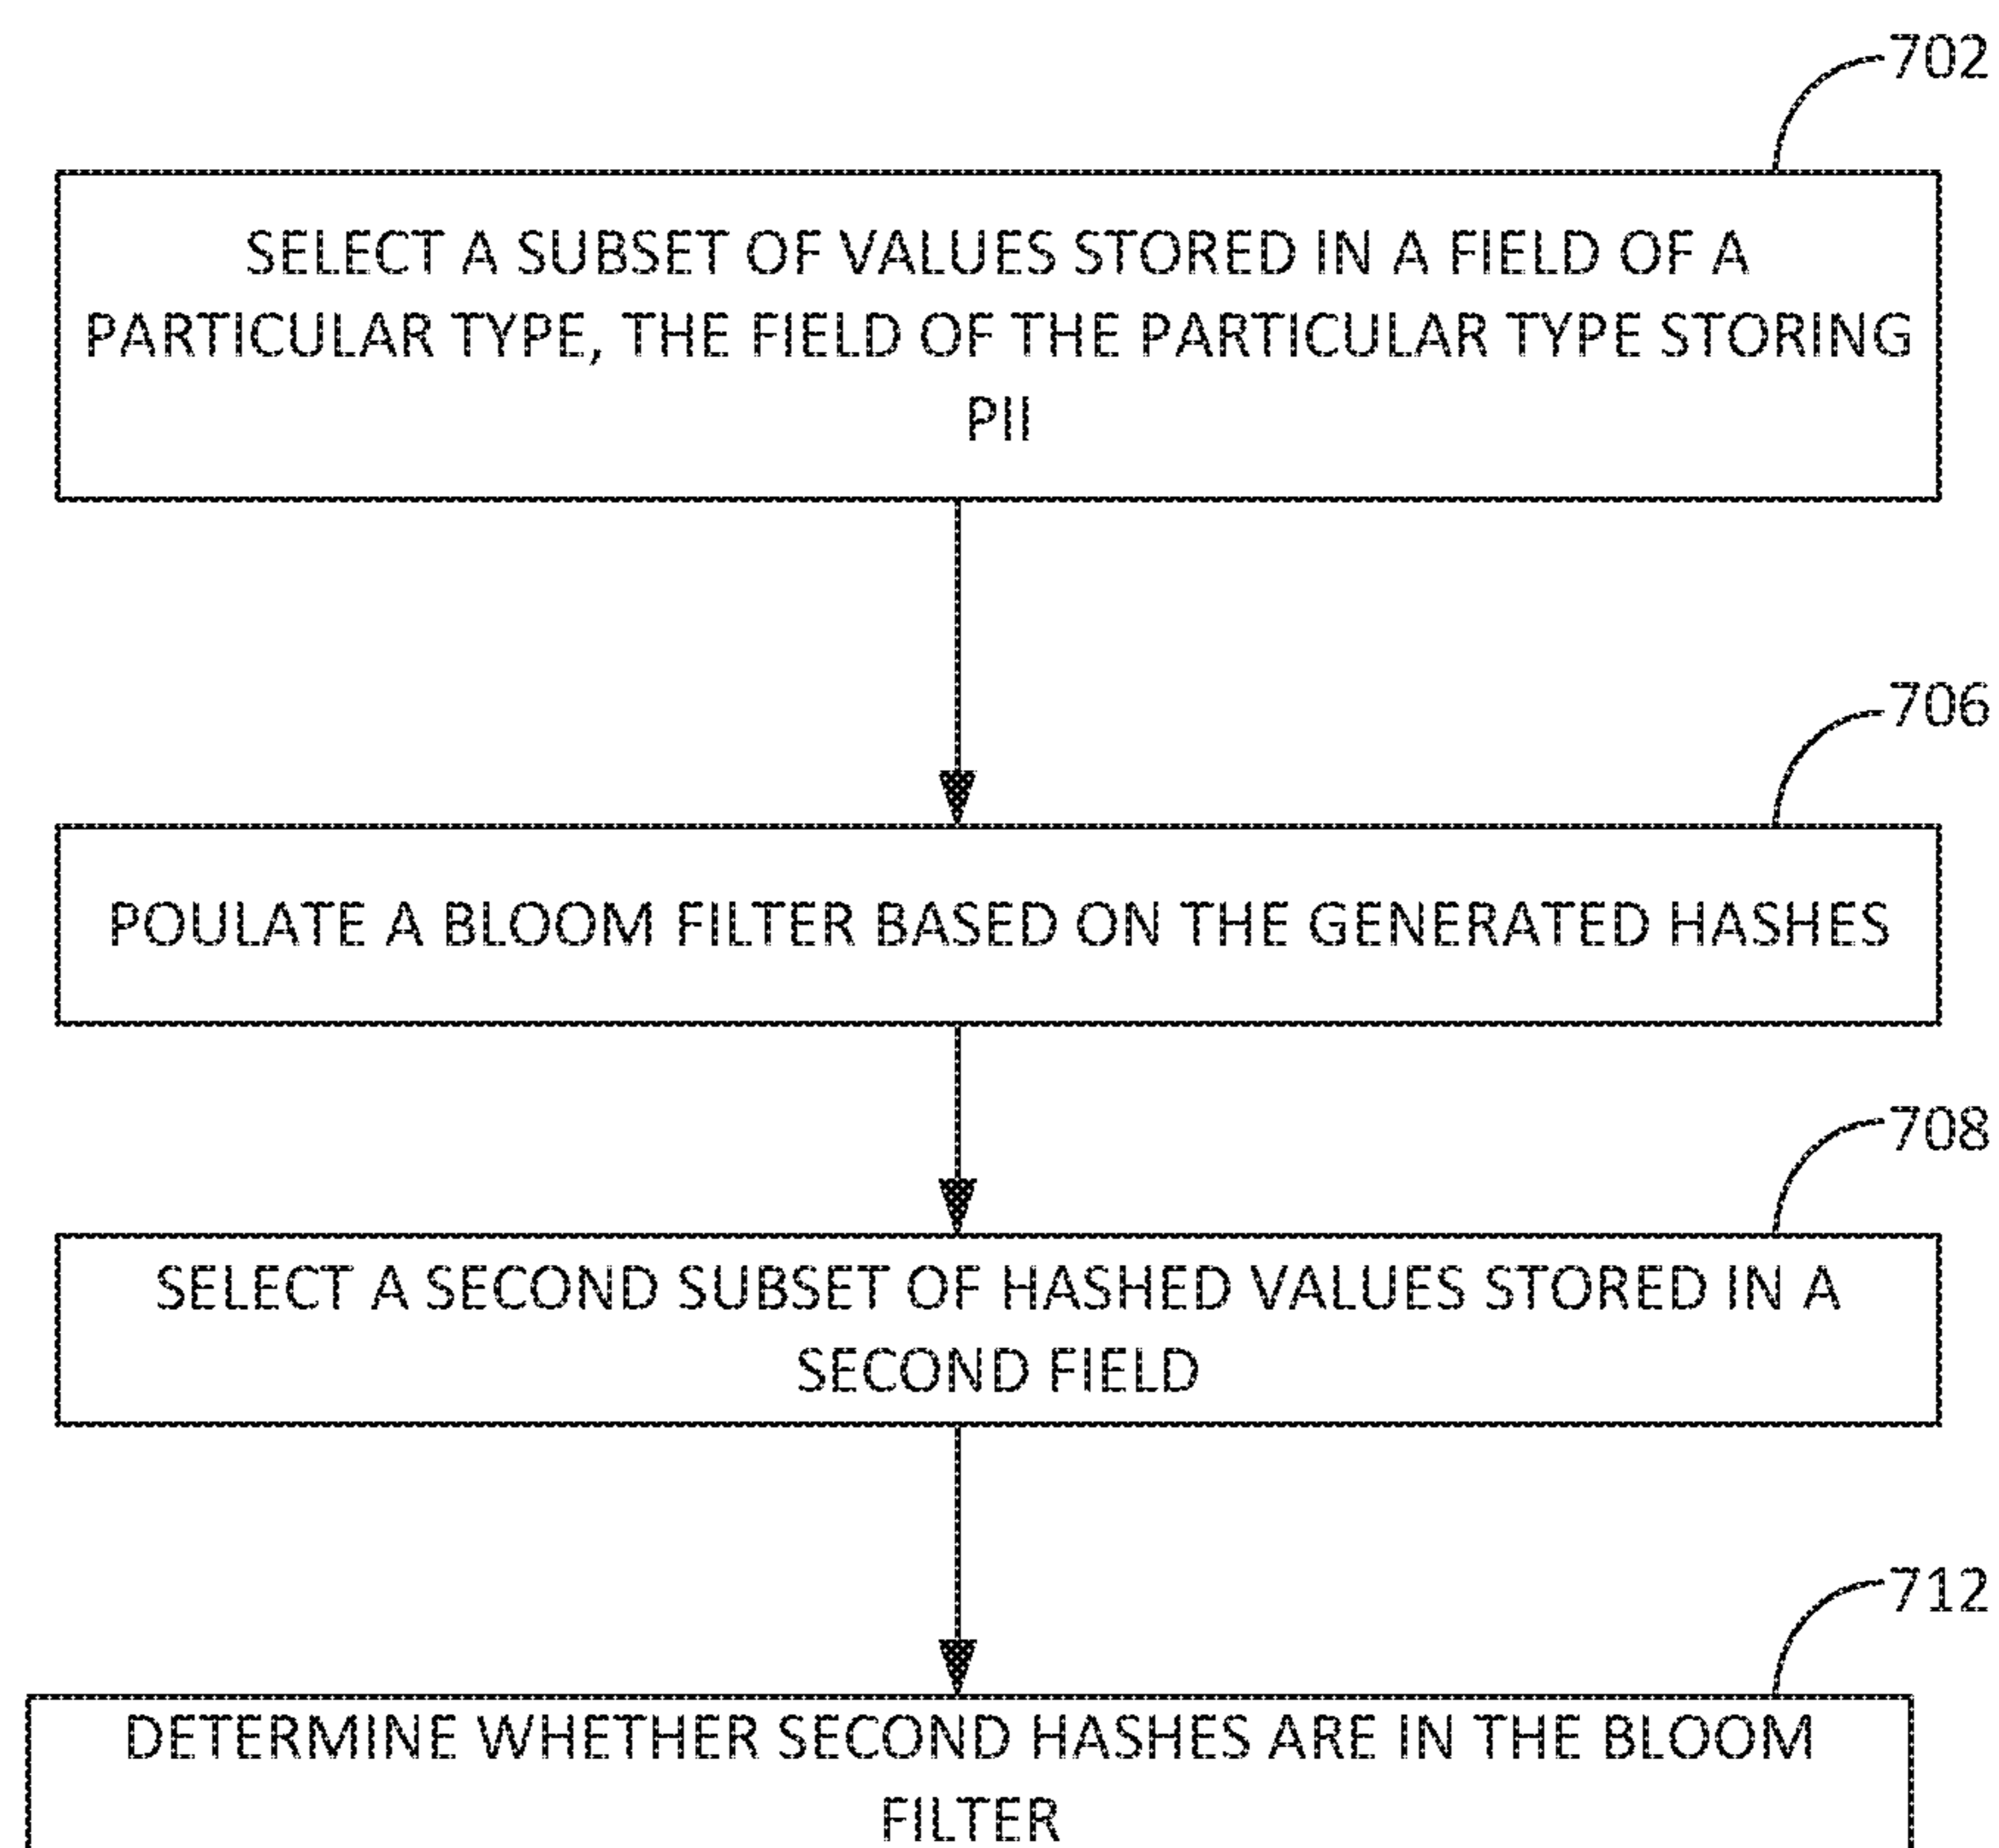 702
SELECT A SUBSET OF VALUES STORED IN A FIELD OF A
PARTICULAR TYPE, THE FIELD OF THE PARTICULAR TYPE STORING
PII
706
POULATE A BLOOM FILTER BASED ON THE GENERATED HASHES
708
SELECT A SECOND SUBSET OF HASHED VALUES STORED IN A
SECOND FIELD
712
DETERMINE WHETHER SECOND HASHES ARE IN THE BLOOM
FILTER